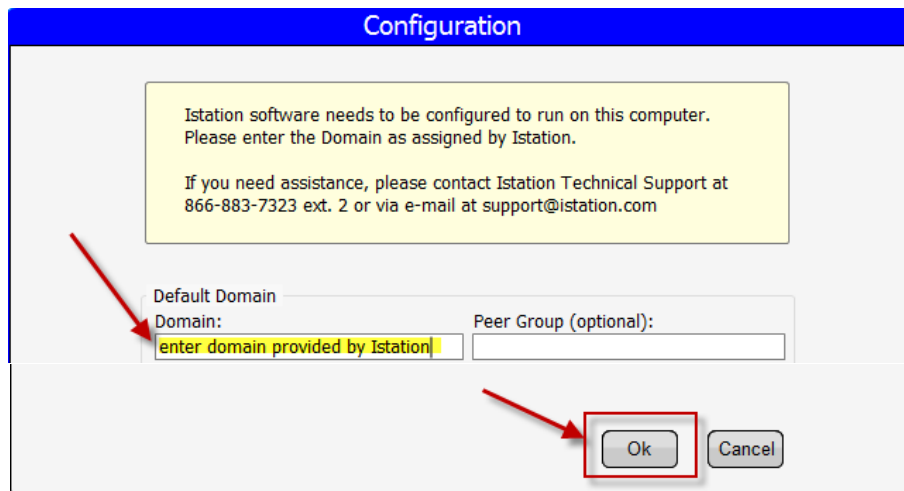 Configuration
Istation software needs to be configured to run on this computer.
Please enter the Domain as assigned by Istation.
If you need assistance, please contact Istation Technical Support at
866-883-7323 ext. 2 or via e-mail at support@istation.com
Default Domain
Domain: Peer Group (optional):
enter domain provided by Istation
Ok Cancel